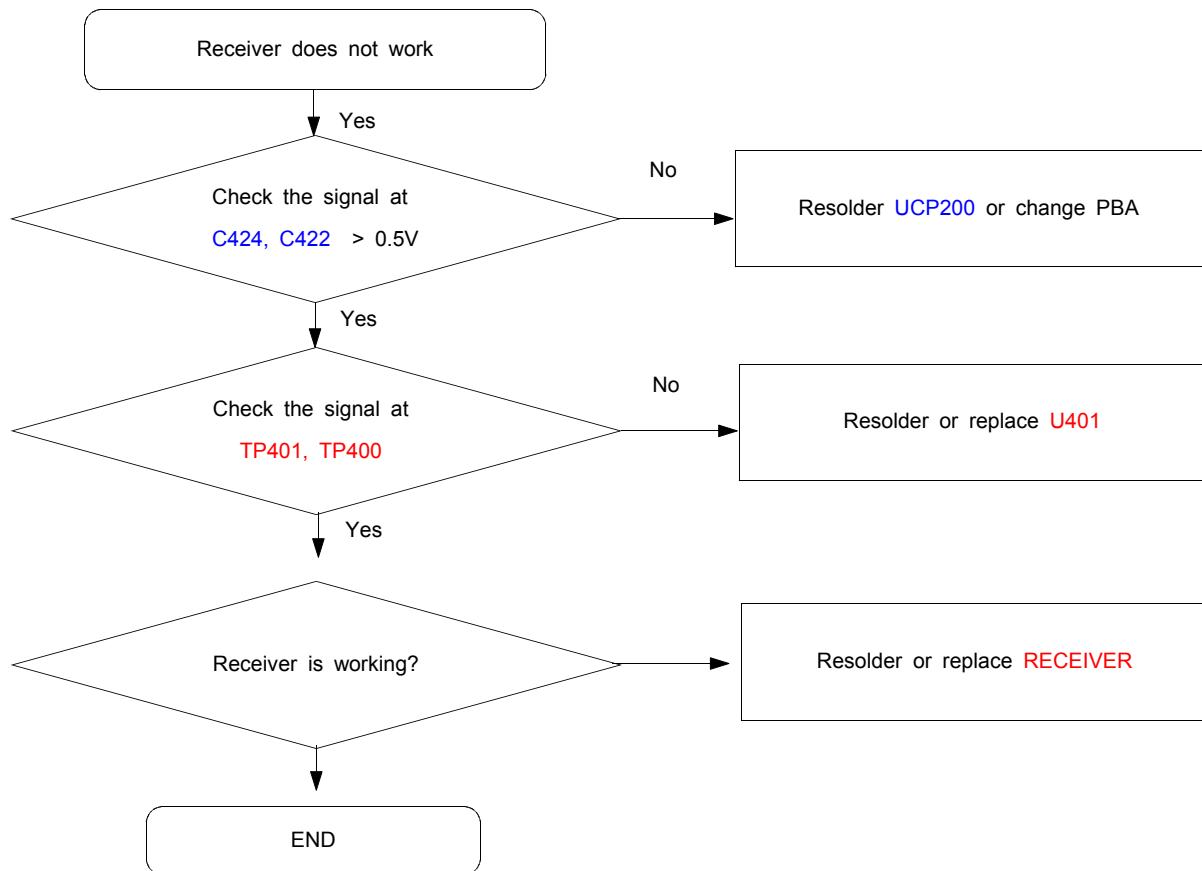 Receiver does not work
Yes
Check the signal at
C424, C422 > 0.5V
No
Resolder UCP200 or change PBA
Yes
Check the signal at
TP401, TP400
No
Resolder or replace U401
Yes
Receiver is working?
Resolder or replace RECEIVER
END